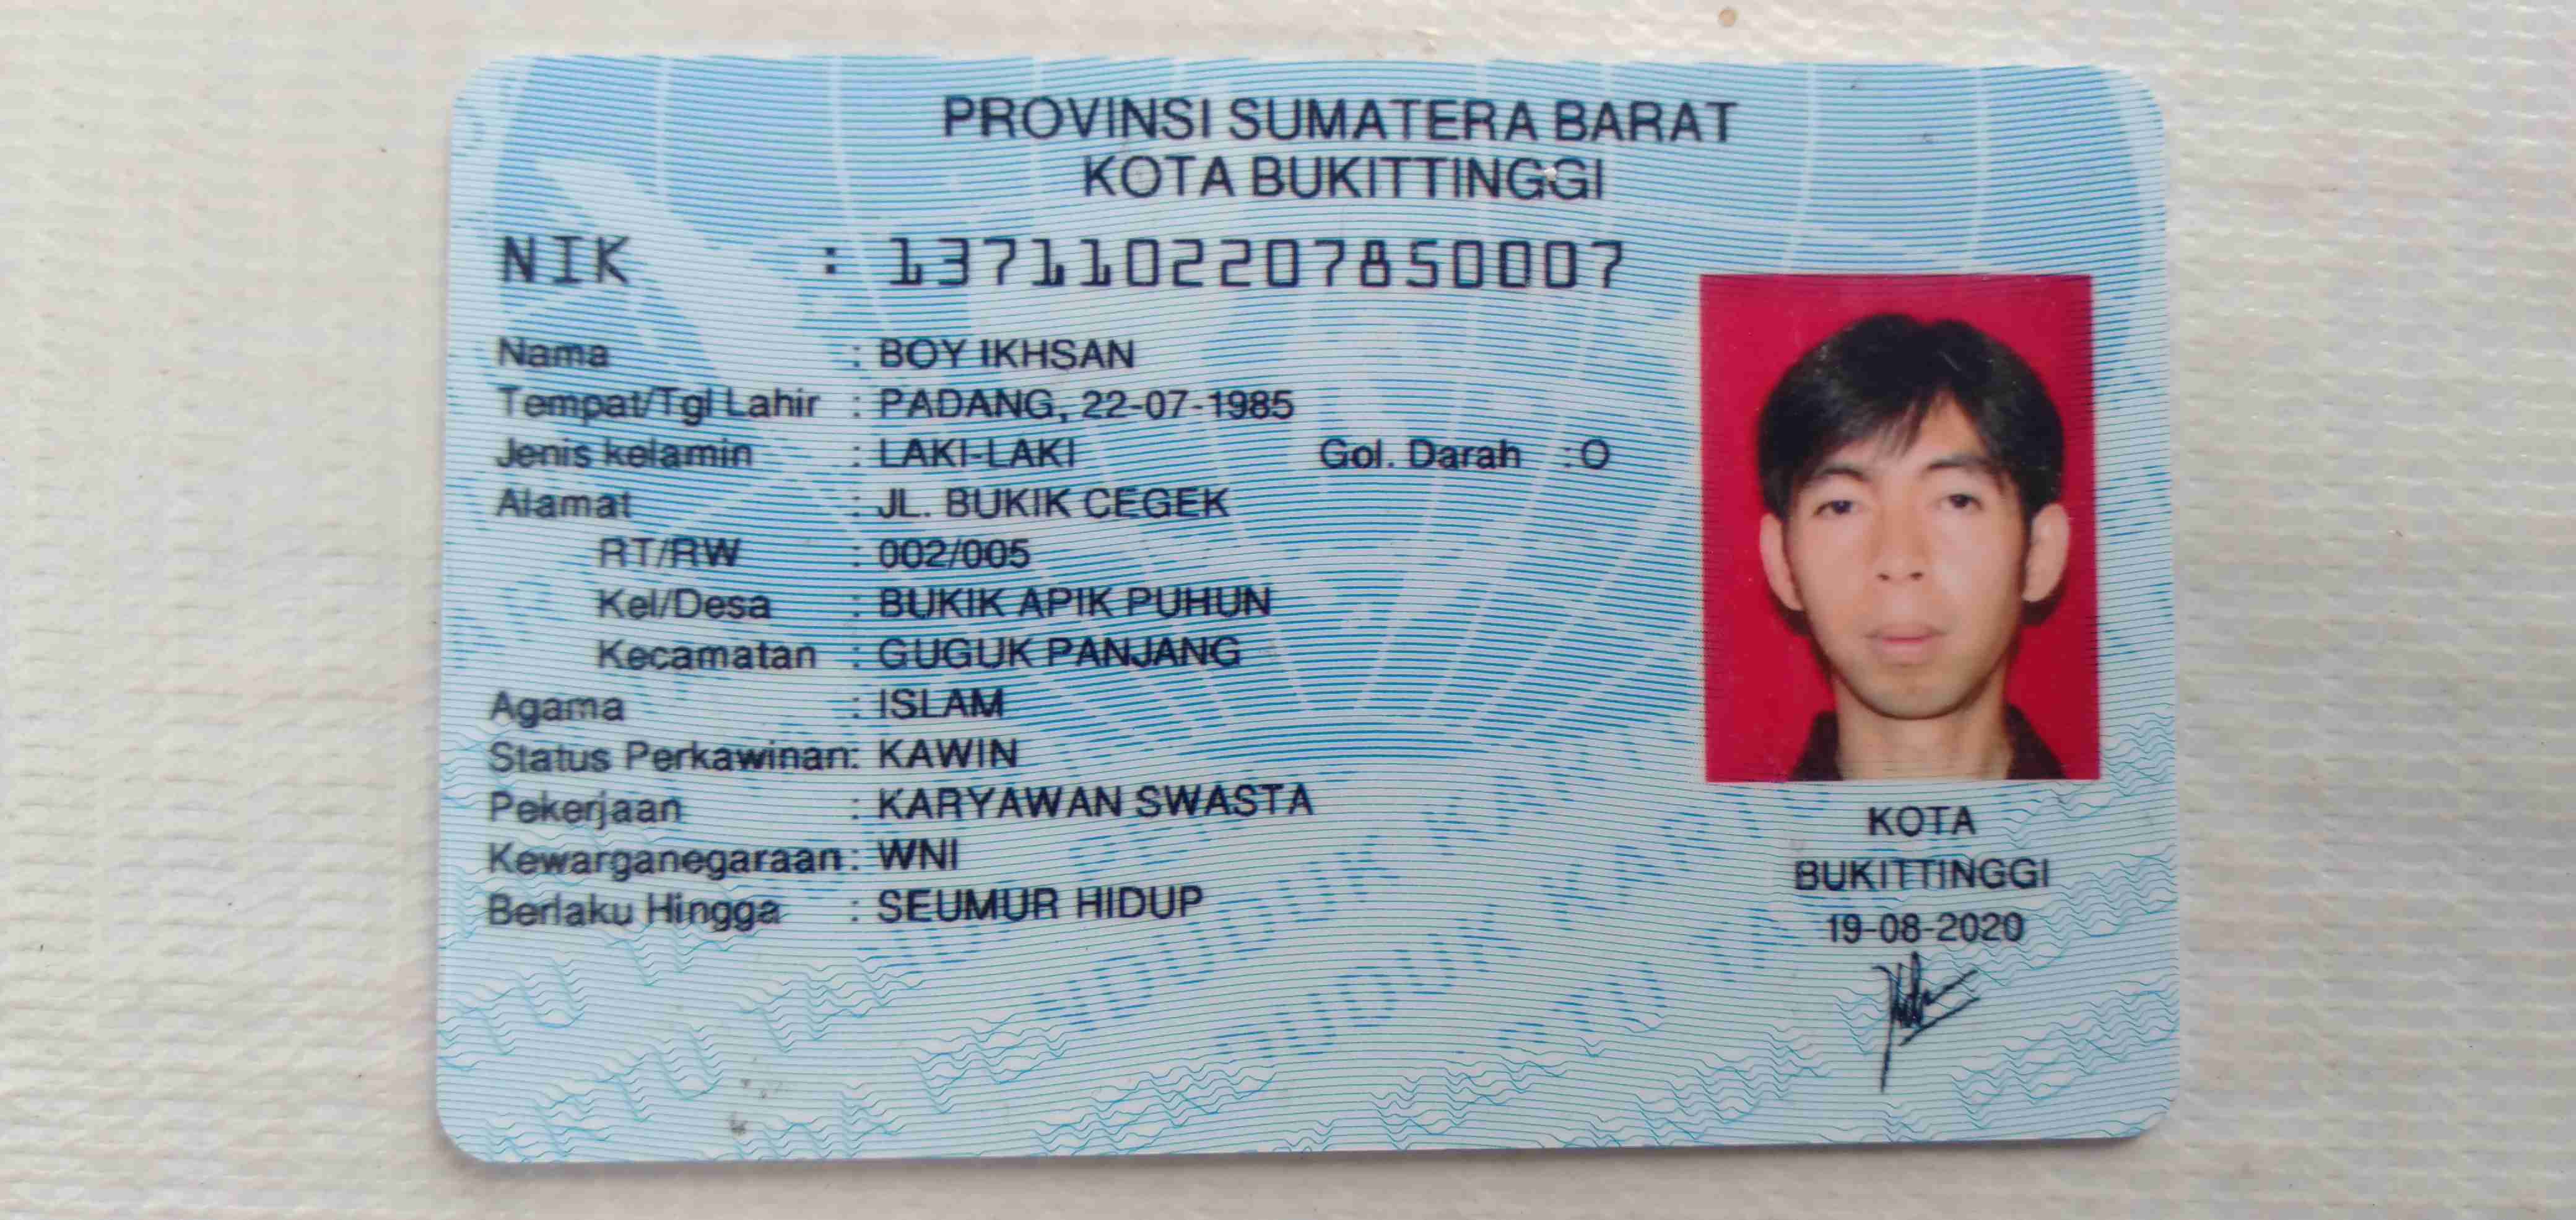 PROVINSI SUMATERA BARAT
KOTA BUKITTINGGI
NIK : 1371102207850007
Nama : BOY IKHSAN
Tempat/Tgl Lahir : PADANG, 22-07-1985
Jenis kelamin : LAKI-LAKI Gol. Darah : O
Alamat : JL. BUKIK CEGEK
RT/RW : 002/005
Kel/Desa : BUKIK APIK PUHUN
Kecamatan : GUGUK PANJANG
Agama : ISLAM
Status Perkawinan: KAWIN
Pekerjaan : KARYAWAN SWASTA
Kewarganegaraan: WNI
Berlaku Hingga : SEUMUR HIDUP
KOTA
BUKITTINGGI
19-08-2020